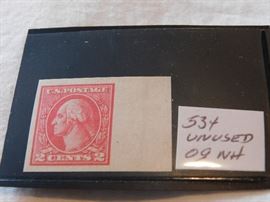 U.S. POSTAGE
2 CENTS 2
534
UNUSED
OG NH